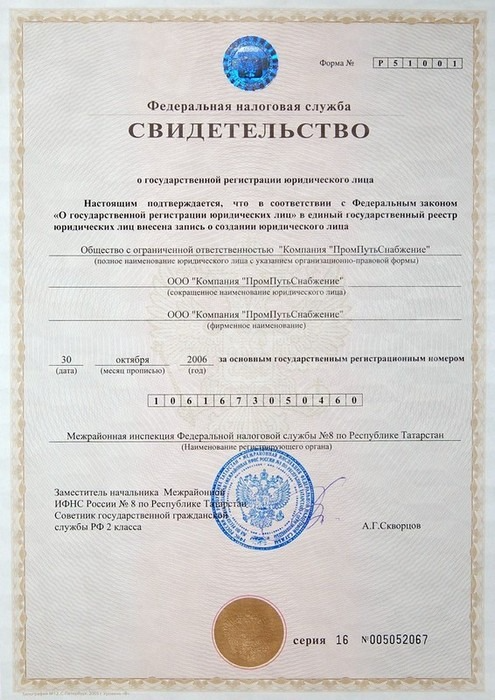 Форма № Р 5 1 0 0 1
Федеральная налоговая служба
СВИДЕТЕЛЬСТВО
о государственной регистрации юридического лица
Настоящим подтверждается, что в соответствии с Федеральным законом
«О государственной регистрации юридических лиц» в единый государственный реестр
юридических лиц внесена запись о создании юридического лица
Общество с ограниченной ответственностью "Компания "ПромПутьСнабжение"
(полное наименование юридического лица с указанием организационно-правовой формы)
ООО "Компания "ПромПутьСнабжение"
(сокращенное наименование юридического лица)
ООО "Компания "ПромПутьСнабжение"
(фирменное наименование)
30 октября 2006 за основным государственным регистрационным номером
(дата) (месяц прописью) (год)
1 0 6 1 6 7 3 0 5 0 4 6 0
Межрайонная инспекция Федеральной налоговой службы №8 по Республике Татарстан
(Наименование регистрирующего органа)
Заместитель начальника Межрайонной
ИФНС России № 8 по Республике Татарстан
Советник государственной гражданской
службы РФ 2 класса А.Г.Скворцов
серия 16 №005052067